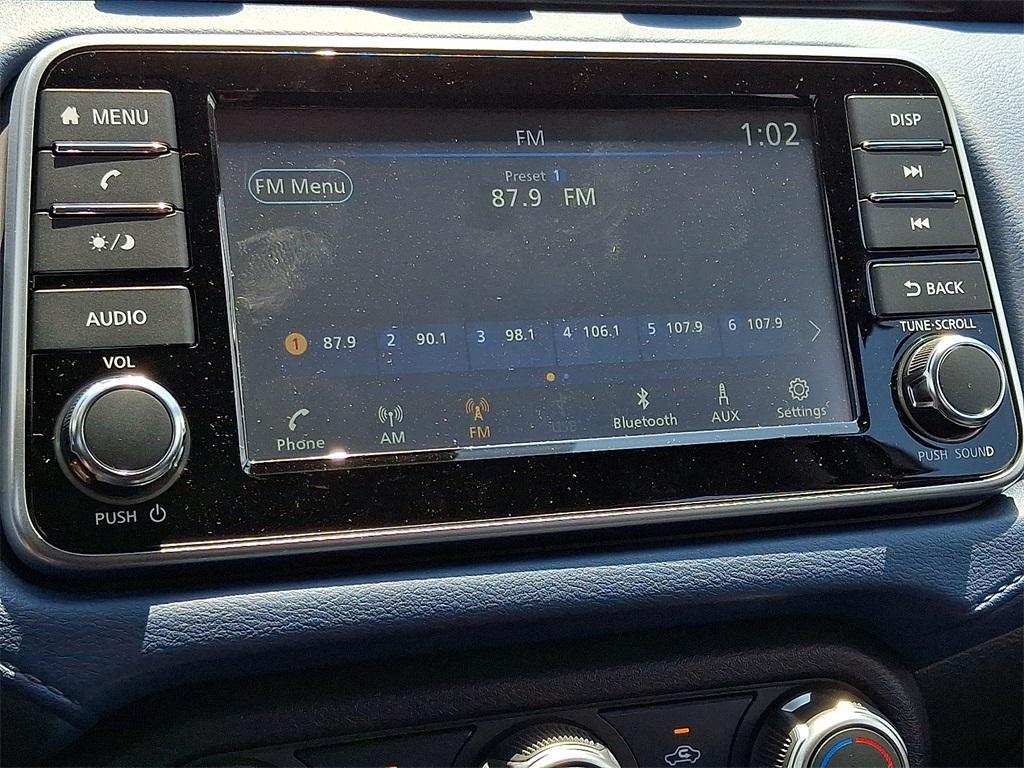 MENU
AUDIO
VOL
PUSH
FM
1:02
FM Menu
Preset 1
87.9 FM
1 87.9 2 90.1 3 98.1 4 106.1 5 107.9 6 107.9
Phone AM FM USB Bluetooth AUX Settings
DISP
BACK
TUNE·SCROLL
PUSH SOUND